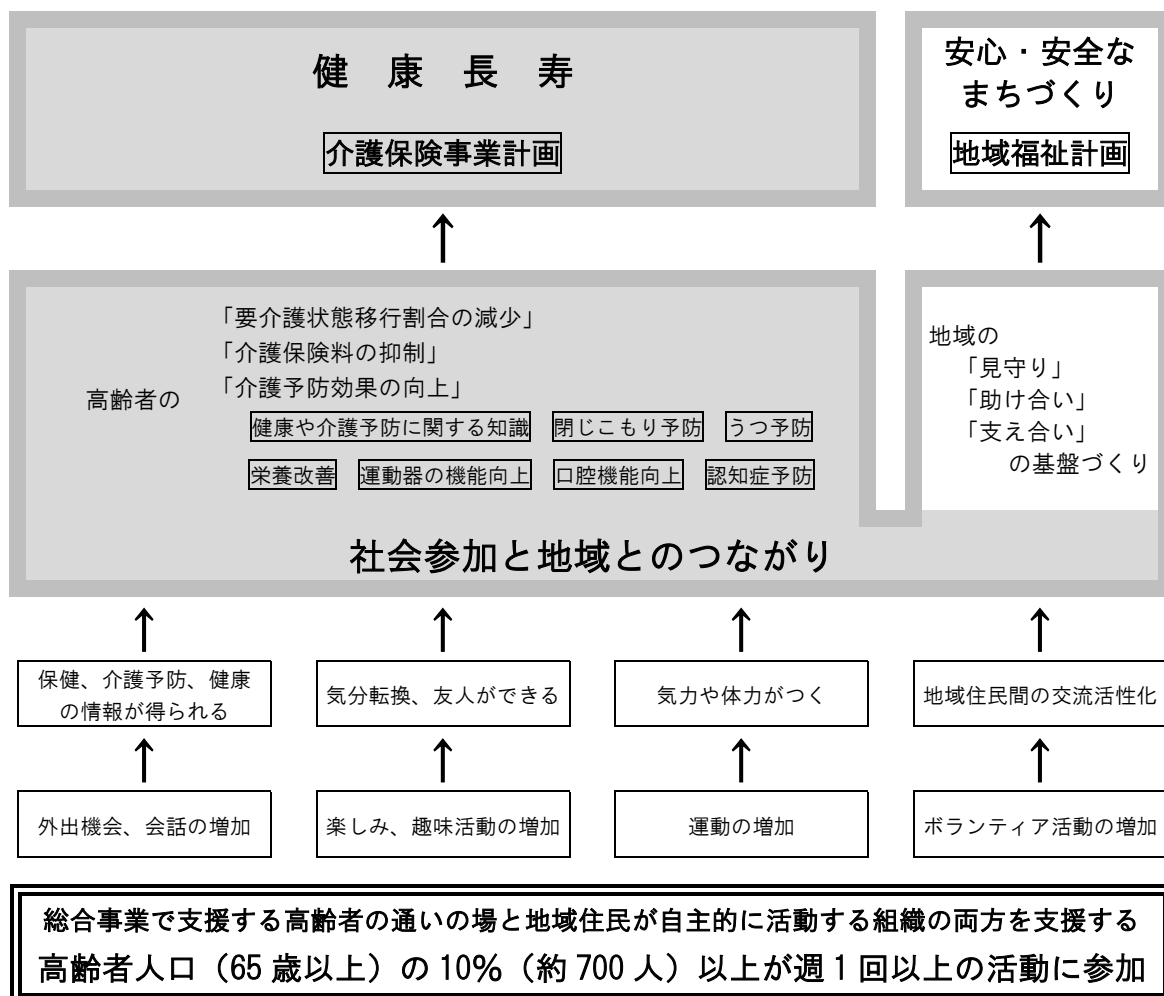 健 康 長 寿
介護保険事業計画
安心・安全な
まちづくり
地域福祉計画
↑ ↑
高齢者の
「要介護状態移行割合の減少」
「介護保険料の抑制」
「介護予防効果の向上」
健康や介護予防に関する知識 閉じこもり予防 うつ予防
栄養改善 運動器の機能向上 口腔機能向上 認知症予防
地域の
「見守り」
「助け合い」
「支え合い」
の基盤づくり
社会参加と地域とのつながり
↑ ↑ ↑ ↑
保健、介護予防、健康
の情報が得られる
気分転換、友人ができる
気力や体力がつく
地域住民間の交流活性化
↑ ↑ ↑ ↑
外出機会、会話の増加
楽しみ、趣味活動の増加
運動の増加
ボランティア活動の増加
総合事業で支援する高齢者の通いの場と地域住民が自主的に活動する組織の両方を支援する
高齢者人口（65 歳以上）の 10%（約 700 人）以上が週 1 回以上の活動に参加